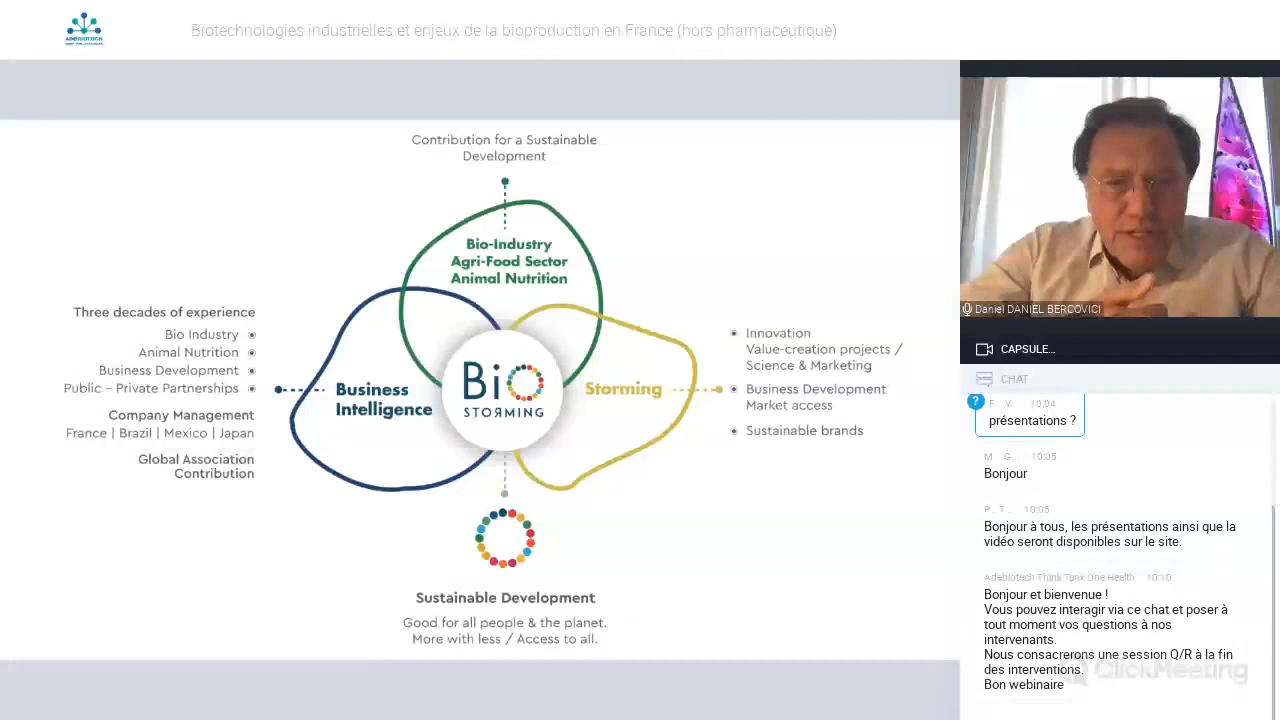 ADEBIOTECH
Biotechnologies industrielles et enjeux de la bioproduction en France (hors pharmaceutique)
Contribution for a Sustainable
Development
Bio-Industry
Agri-Food Sector
Animal Nutrition
Three decades of experience
Bio Industry
Animal Nutrition
Business Development
Public – Private Partnerships
Company Management
France | Brazil | Mexico | Japan
Global Association
Contribution
Business
Intelligence
BiO
STORMING
Storming
Innovation
Value-creation projects /
Science & Marketing
Business Development
Market access
Sustainable brands
Sustainable Development
Good for all people & the planet.
More with less / Access to all.
Daniel DANIEL BERCOVICI
CAPSULE...
CHAT
?
F... V... 10:04
présentations ?
M... G... 10:05
Bonjour
P... T... 10:05
Bonjour à tous, les présentations ainsi que la
vidéo seront disponibles sur le site.
Adebiotech Think Tank One Health 10:10
Bonjour et bienvenue !
Vous pouvez interagir via ce chat et poser à
tout moment vos questions à nos
intervenants.
Nous consacrerons une session Q/R à la fin
des interventions.
Bon webinaire
ClickMeeting